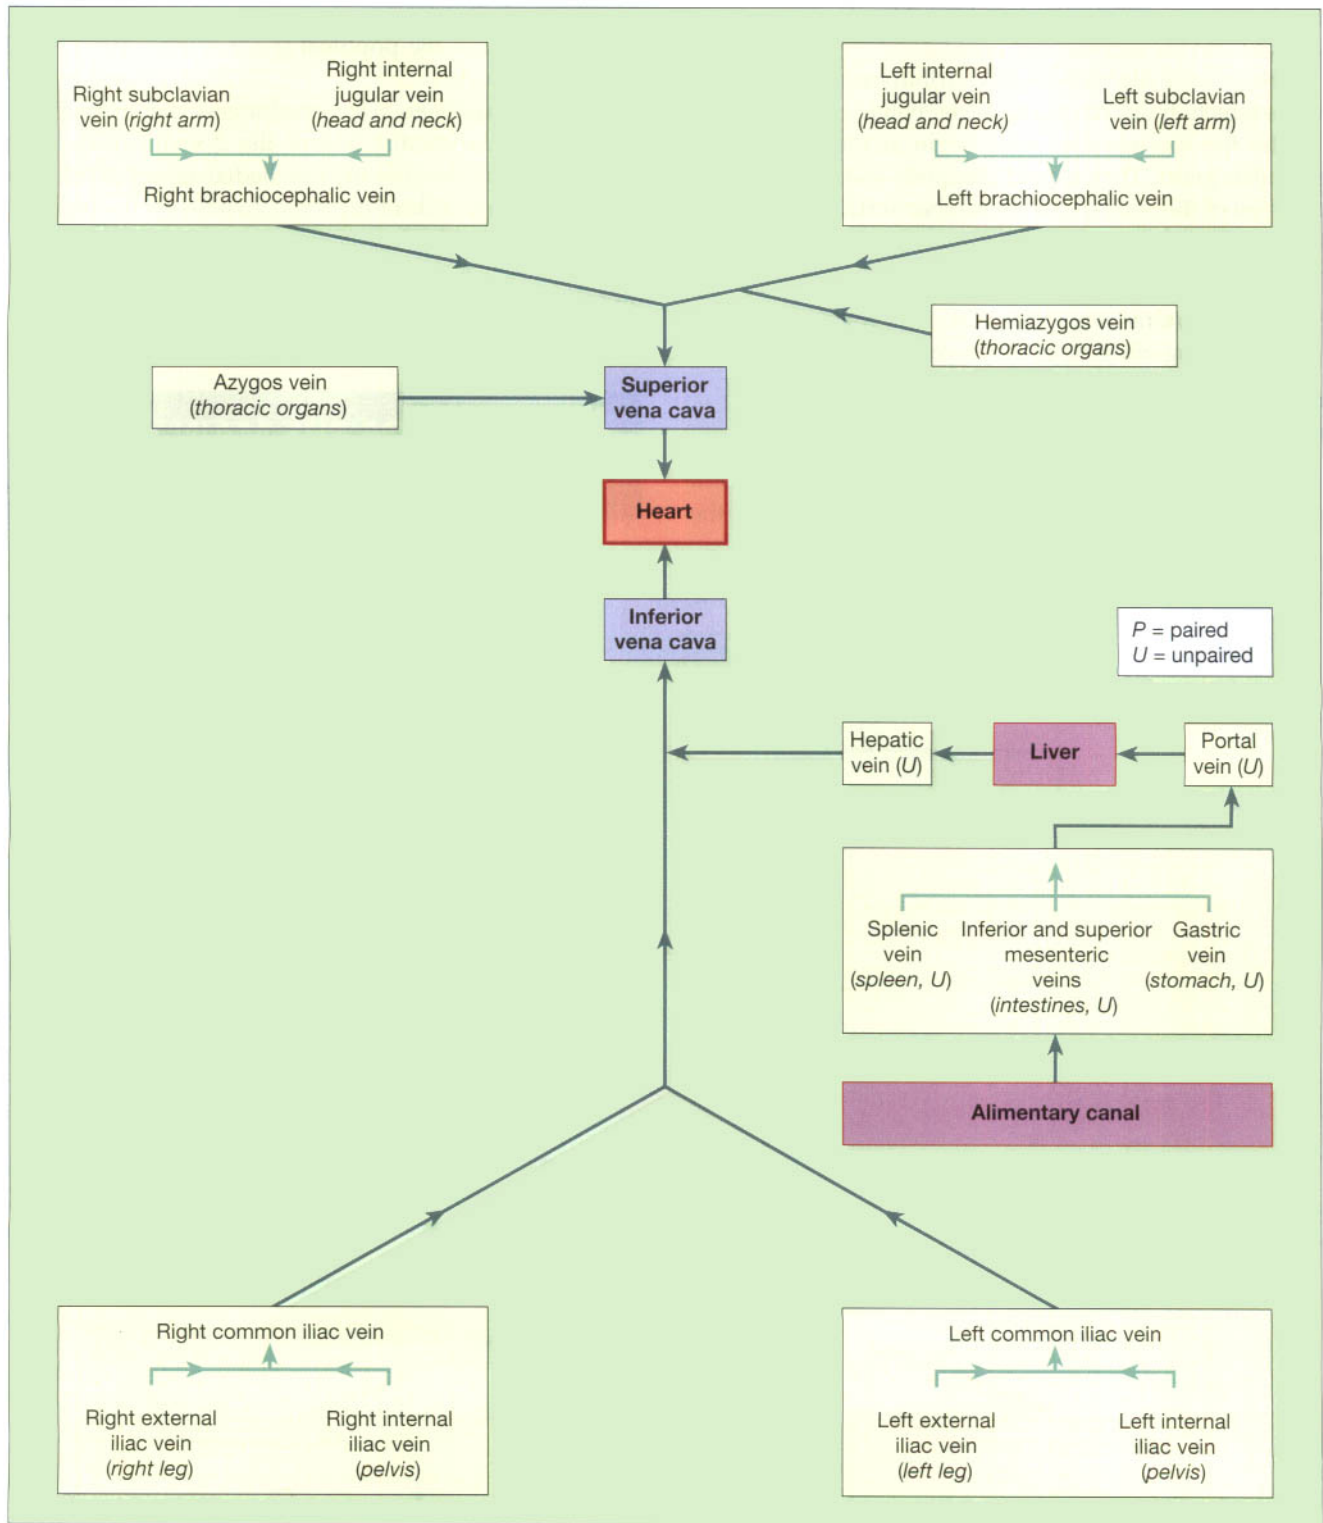 Right subclavian
vein (right arm)
Right internal
jugular vein
(head and neck)
Right brachiocephalic vein
Left internal
jugular vein
(head and neck)
Left subclavian
vein (left arm)
Left brachiocephalic vein
Hemiazygos vein
(thoracic organs)
Azygos vein
(thoracic organs)
Superior
vena cava
Heart
Inferior
vena cava
P = paired
U = unpaired
Hepatic
vein (U)
Liver
Portal
vein (U)
Splenic
vein
(spleen, U)
Inferior and superior
mesenteric
veins
(intestines, U)
Gastric
vein
(stomach, U)
Alimentary canal
Right common iliac vein
Right external
iliac vein
(right leg)
Right internal
iliac vein
(pelvis)
Left common iliac vein
Left external
iliac vein
(left leg)
Left internal
iliac vein
(pelvis)